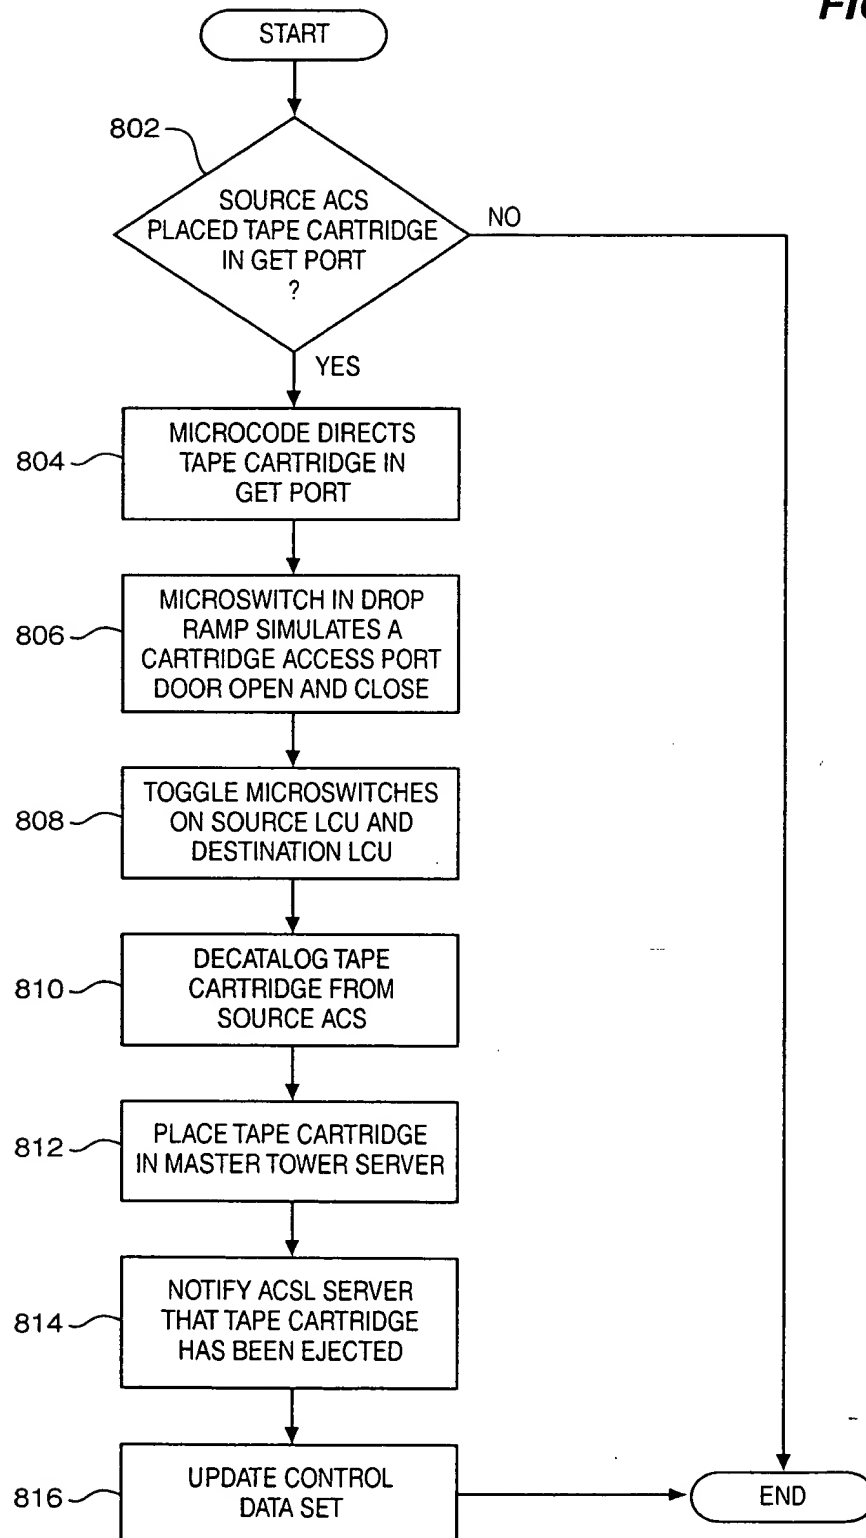 FIG
START
802
SOURCE ACS
PLACED TAPE CARTRIDGE
IN GET PORT
?
NO
YES
804
MICROCODE DIRECTS
TAPE CARTRIDGE IN
GET PORT
806
MICROSWITCH IN DROP
RAMP SIMULATES A
CARTRIDGE ACCESS PORT
DOOR OPEN AND CLOSE
808
TOGGLE MICROSWITCHES
ON SOURCE LCU AND
DESTINATION LCU
810
DECATALOG TAPE
CARTRIDGE FROM
SOURCE ACS
812
PLACE TAPE CARTRIDGE
IN MASTER TOWER SERVER
814
NOTIFY ACSL SERVER
THAT TAPE CARTRIDGE
HAS BEEN EJECTED
816
UPDATE CONTROL
DATA SET
END